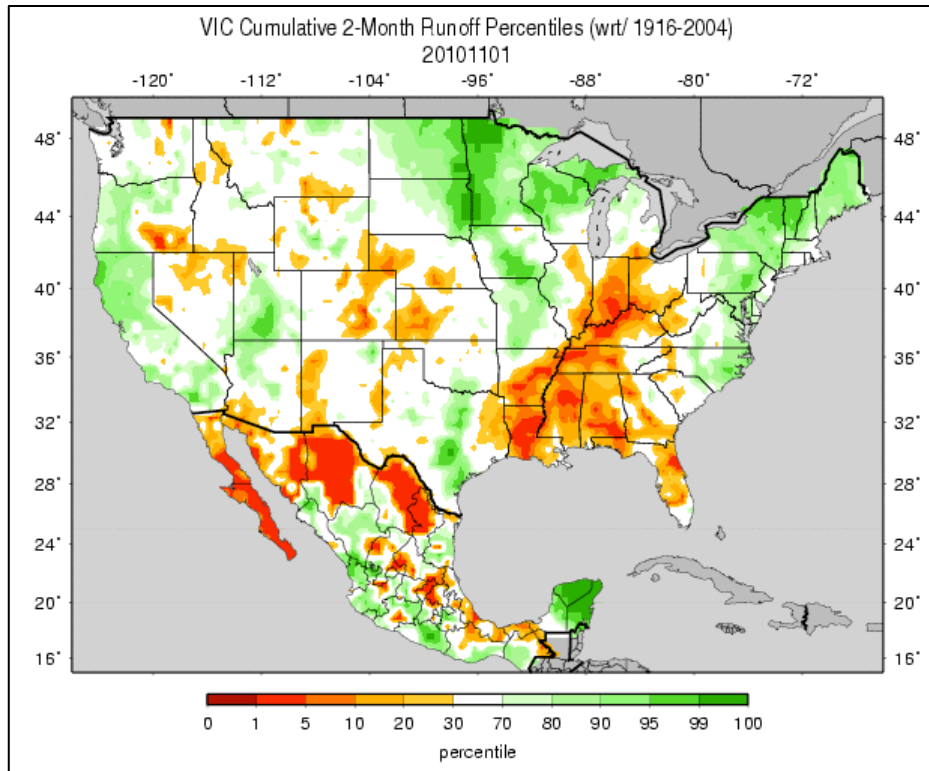 VIC Cumulative 2-Month Runoff Percentiles (wrt/ 1916-2004)
20101101
-120° -112° -104° -96° -88° -80° -72°
48° 48°
44° 44°
40° 40°
36° 36°
32° 32°
28° 28°
24° 24°
20° 20°
16° 16°
0 1 5 10 20 30 70 80 90 95 99 100
percentile